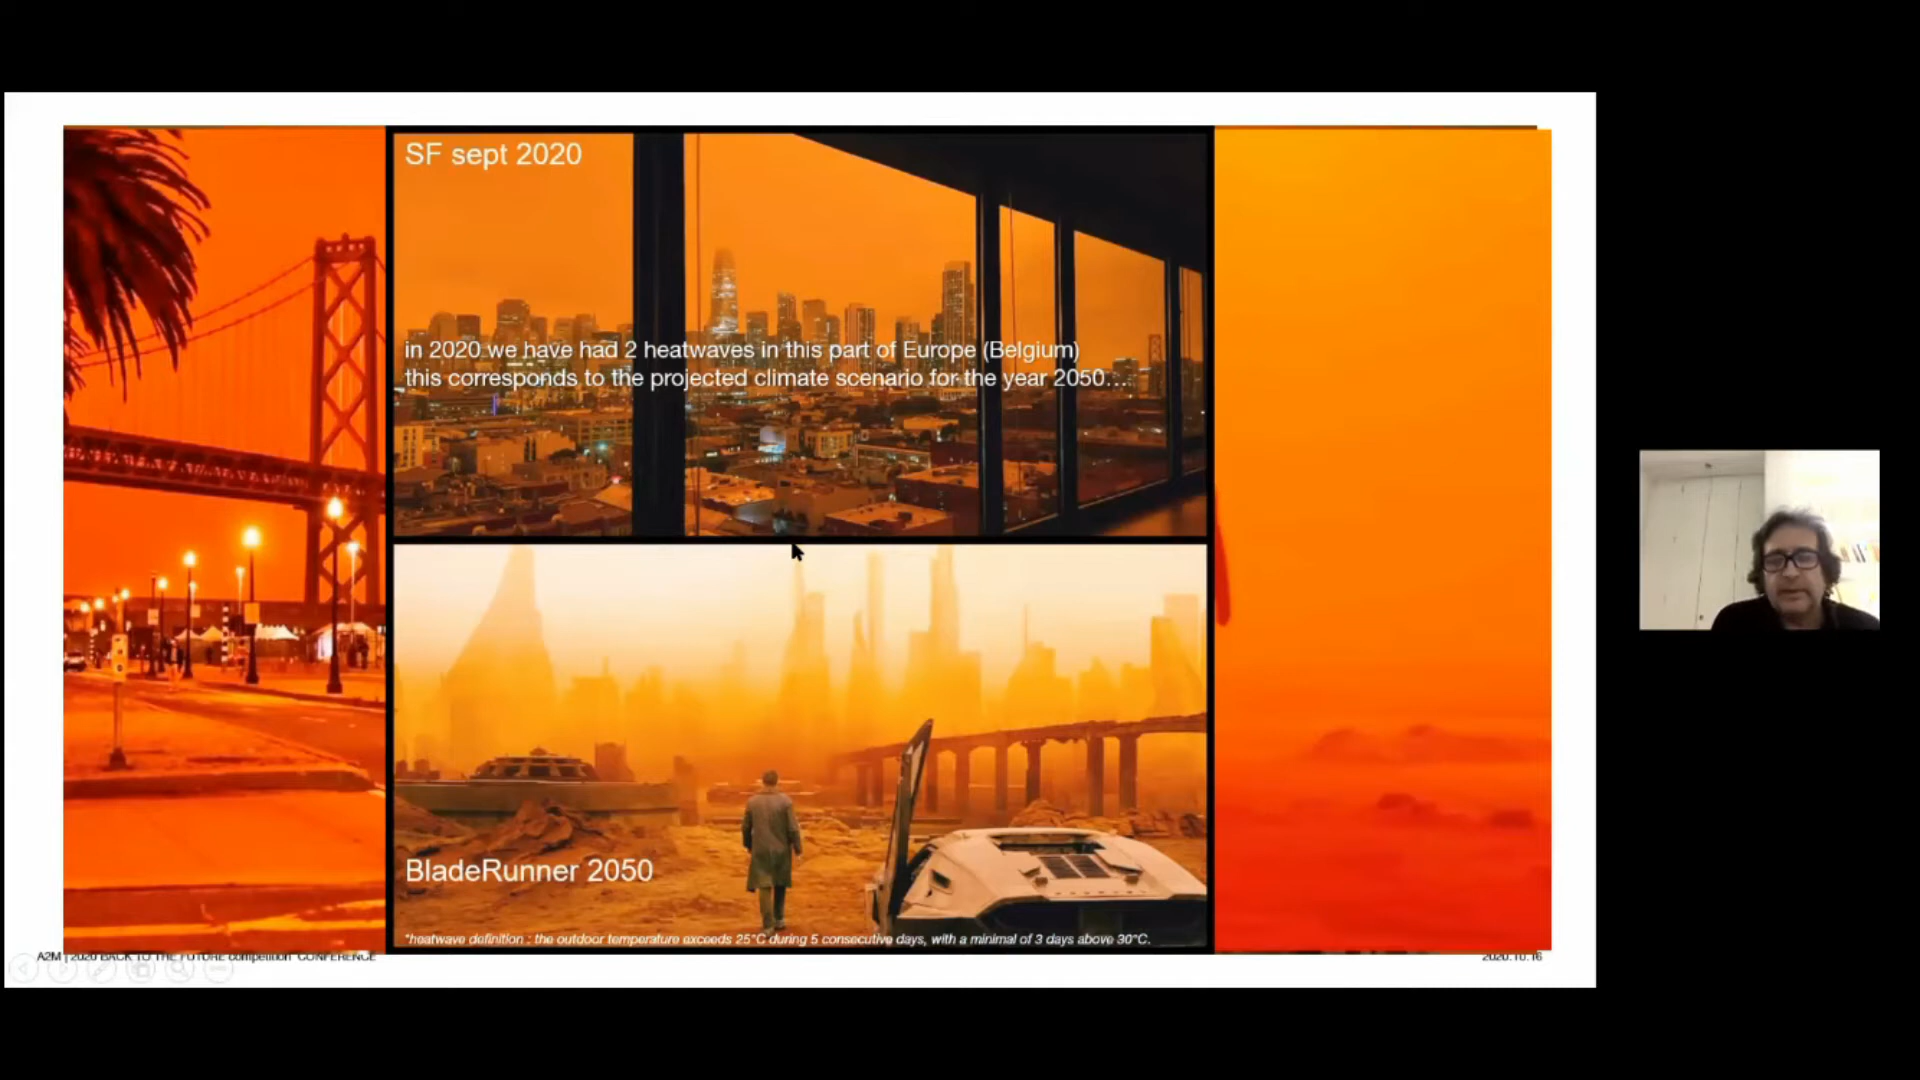 SF sept 2020
in 2020 we have had 2 heatwaves in this part of Europe (Belgium)
this corresponds to the projected climate scenario for the year 2050...
BladeRunner 2050
*heatwave definition : the outdoor temperature exceeds 25°C during 5 consecutive days, with a minimal of 3 days above 30°C.
A2M | 2020 BACK TO THE FUTURE competition CONFERENCE
2020.10.16